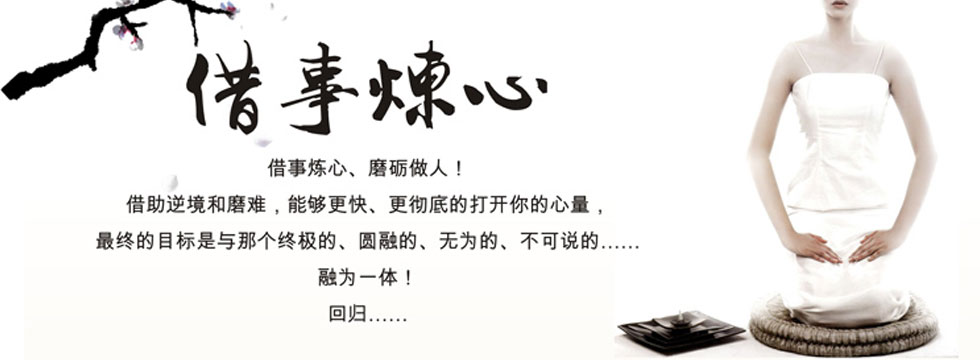 借事煉心
借事炼心、磨砺做人！
借助逆境和磨难，能够更快、更彻底的打开你的心量，
最终的目标是与那个终极的、圆融的、无为的、不可说的……
融为一体！
回归……